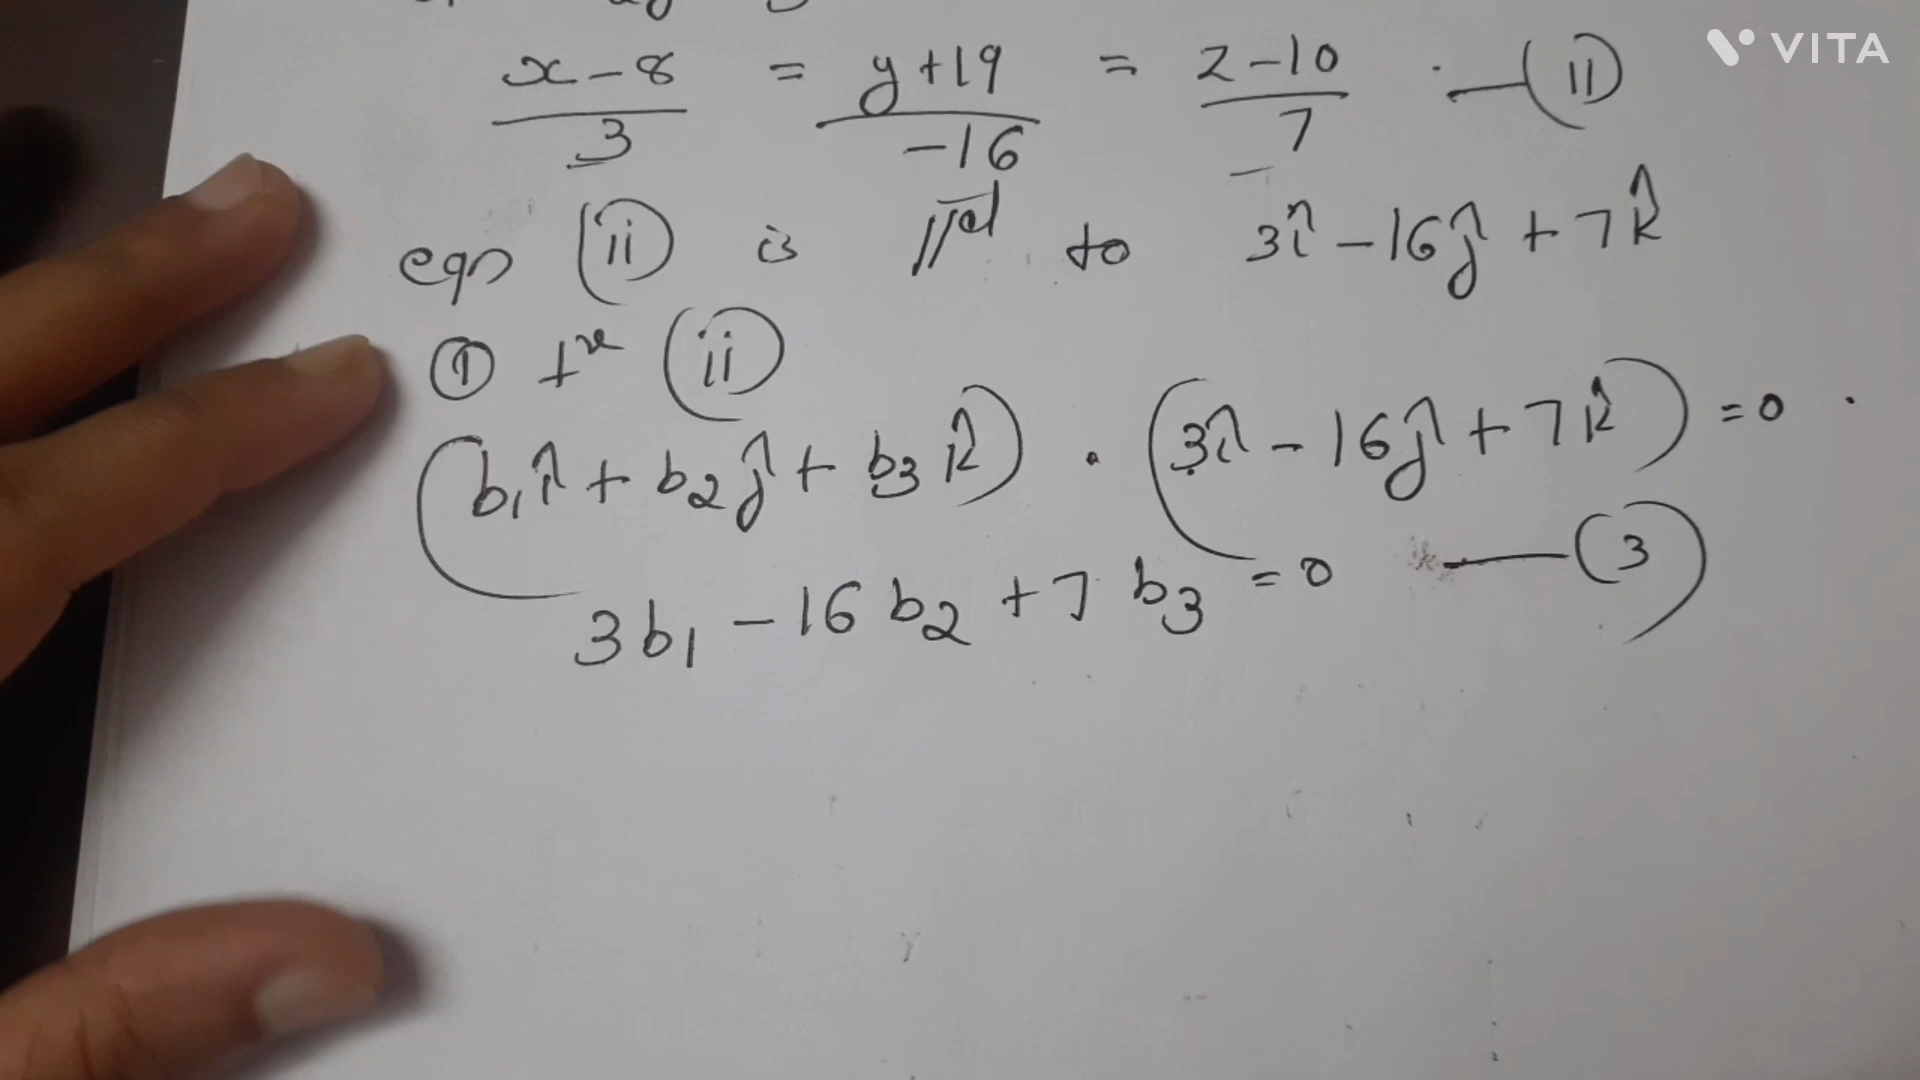 x-8/3 = y+19/-16 = z-10/7 . —(ii)
eqn (ii) is ||el to 3î - 16ĵ + 7k̂
① ⊥r (ii)
(b₁î + b₂ĵ + b₃k̂) . (3î - 16ĵ + 7k̂) = 0 .
3b₁ - 16b₂ + 7b₃ = 0 —(3)
VITA